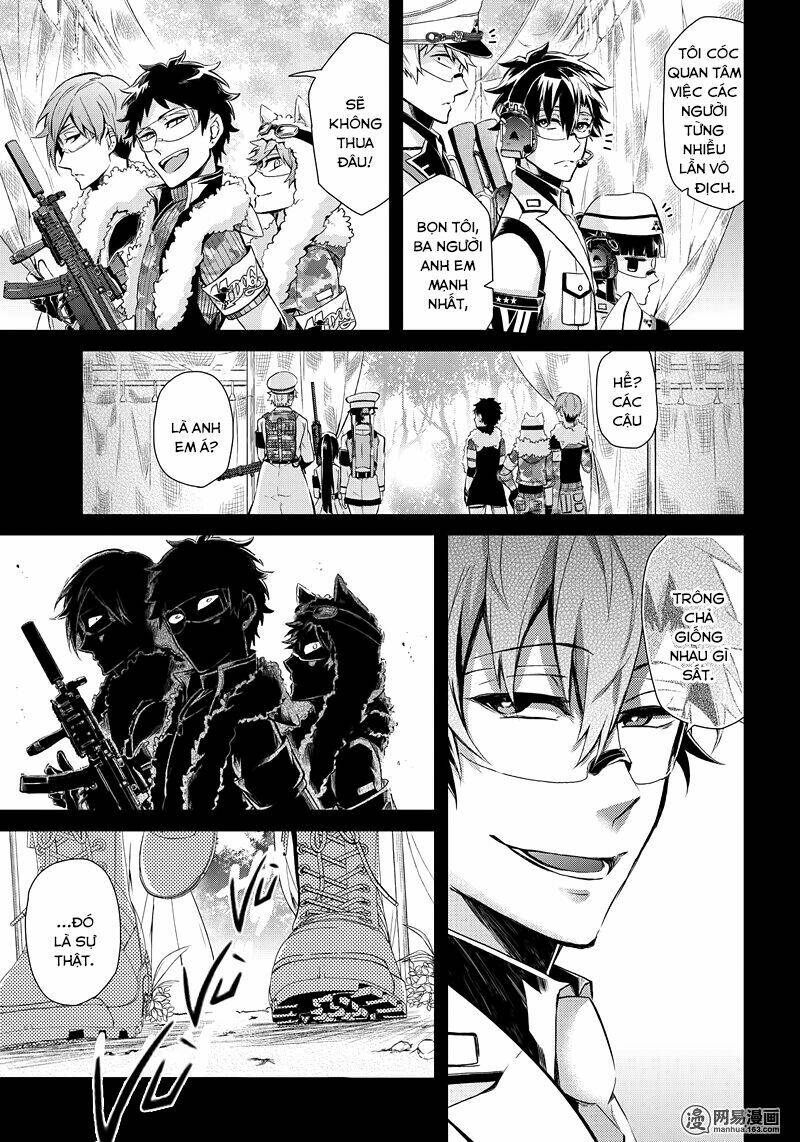 TÔI CÓC
QUAN TÂM
VIỆC CÁC
NGƯỜI
TỪNG
NHIỀU
LẦN VÔ
ĐỊCH.
BỌN TÔI,
BA NGƯỜI
ANH EM
MẠNH
NHẤT,
SẼ
KHÔNG
THUA
ĐÂU!
VII
HỂ?
CÁC
CẬU
LÀ ANH
EM Á?
TRÔNG
CHẢ
GIỐNG
NHAU GÌ
SẤT.
...ĐÓ
LÀ SỰ
THẬT.
VÙ
VÙ
VÙ
VÙ
网易漫画
manhua.163.com